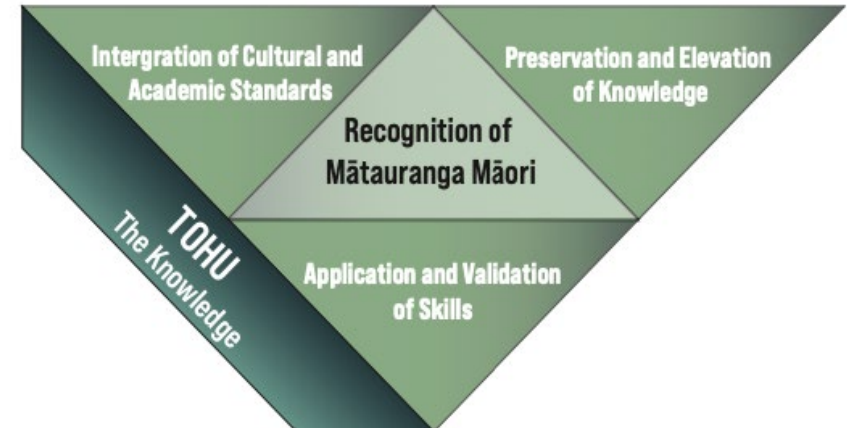 Intergration of Cultural and
Academic Standards
Preservation and Elevation
of Knowledge
Recognition of
Mātauranga Māori
TOHU
The Knowledge
Application and Validation
of Skills